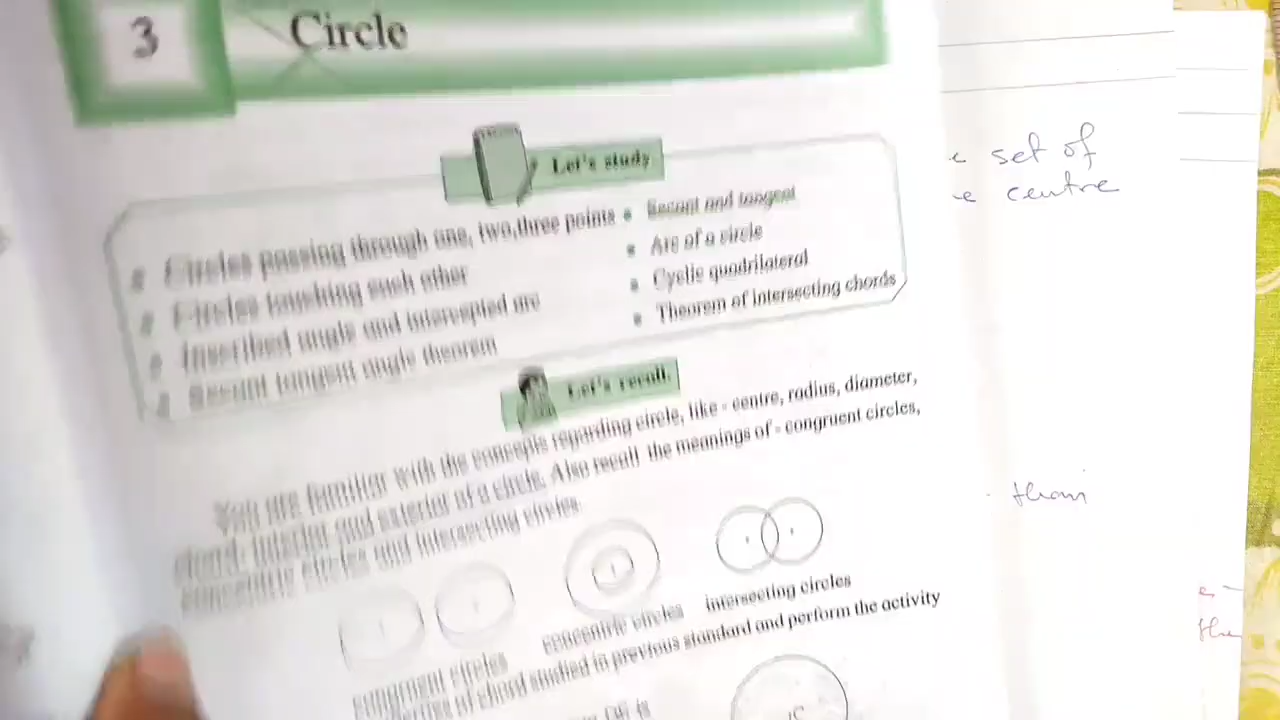 3
Circle
Let's study
Circles passing through one, two,three points
Circles touching each other
Inscribed angle and intercepted arc
Secant tangent angle theorem
Secant and tangent
Arc of a circle
Cyclic quadrilateral
Theorem of intersecting chords
Let's recall
You are familiar with the concepts regarding circle, like - centre, radius, diameter,
chord, interior and exterior of a circle. Also recall the meanings of - congruent circles,
concentric circles and intersecting circles.
congruent circles
concentric circles
intersecting circles
of chord studied in previous standard and perform the activity
is
C
set of
centre
than